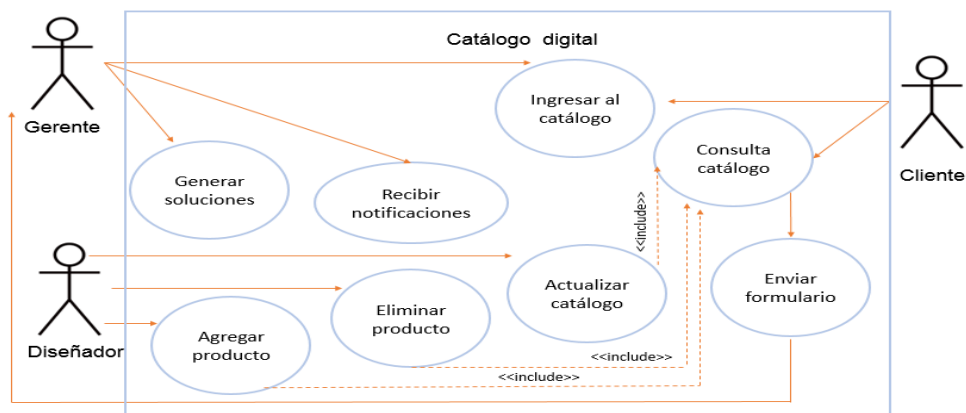 Catálogo digital
Gerente
Ingresar al
catálogo
Consulta
catálogo
Cliente
Generar
soluciones
Recibir
notificaciones
<<include>>
Diseñador
Agregar
producto
Eliminar
producto
Actualizar
catálogo
Enviar
formulario
<<include>>
<<include>>